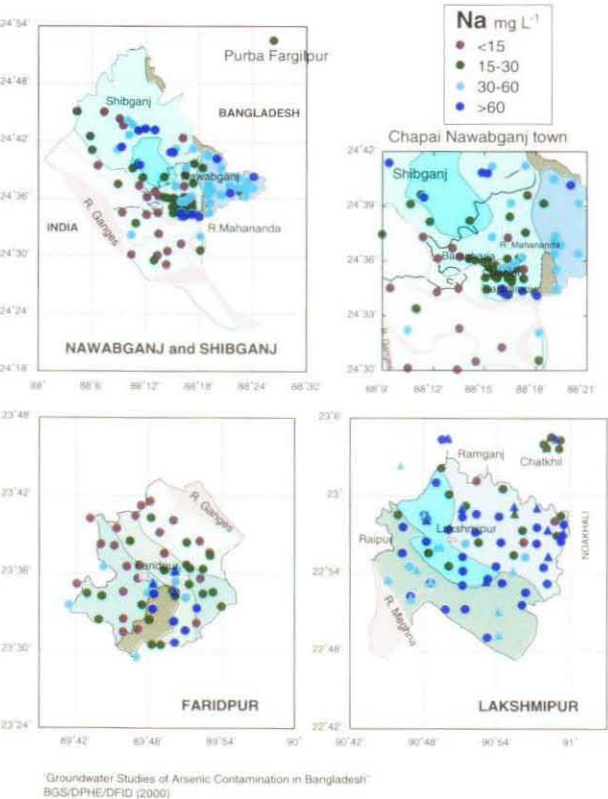 Na mg L⁻¹
<15
15-30
30-60
>60
24°54'
24°48'
24°42'
24°36'
24°30'
24°24'
24°18'
Purba Fargilpur
Shibganj
BANGLADESH
Nawabganj
R. Ganges
INDIA
R.Mahananda
NAWABGANJ and SHIBGANJ
88° 88°6' 88°12' 88°18' 88°24' 88°30'
Chapai Nawabganj town
24°42'
24°39'
24°36'
24°33'
24°30'
Shibganj
R. Mahananda
R. Ganges
88°9' 88°12' 88°15' 88°18' 88°21'
23°48'
23°42'
23°36'
23°30'
23°24'
R. Ganges
Faridpur
FARIDPUR
89°42' 89°48' 89°54' 90°
23°6'
23°
22°54'
22°48'
22°42'
Ramganj
Chatkhil
Lakshmipur
Raipur
NOAKHALI
R. Meghna
LAKSHMIPUR
90°42' 90°48' 90°54' 91°
'Groundwater Studies of Arsenic Contamination in Bangladesh'
BGS/DPHE/DFID (2000)